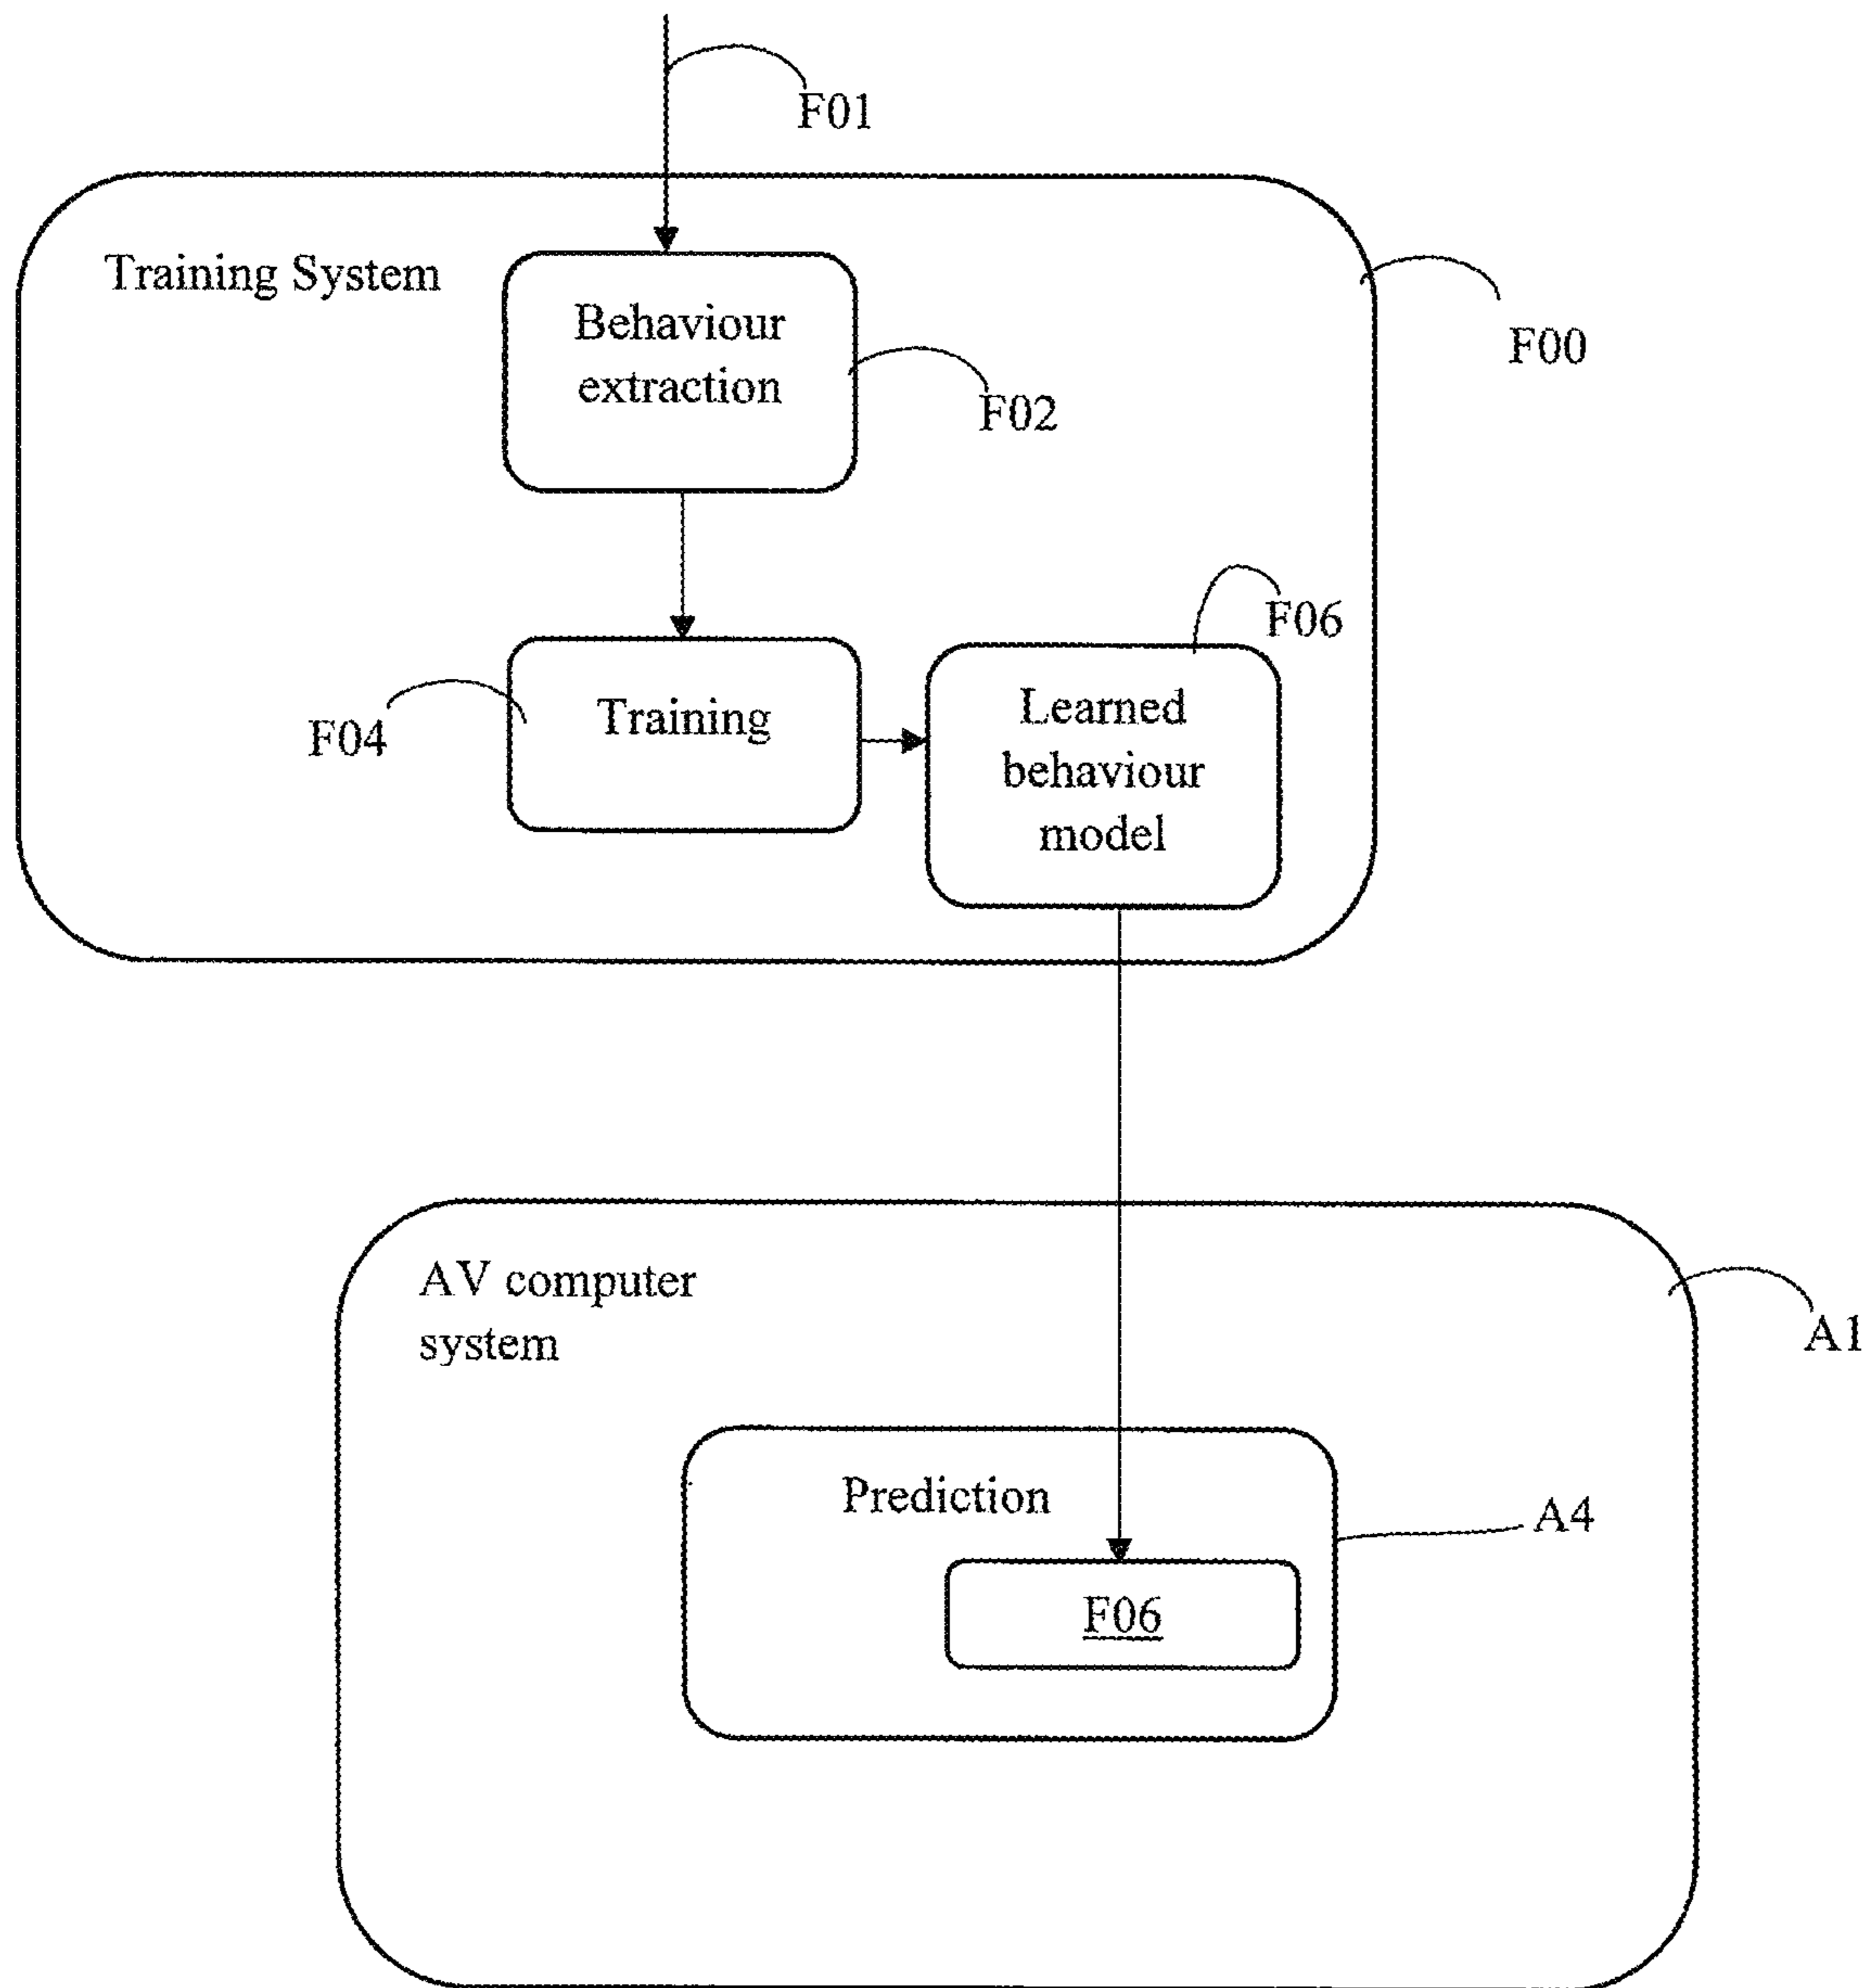 F01
Training System
Behaviour
extraction
F00
F02
F06
Learned
behaviour
model
Training
F04
AV computer
system
A1
Prediction
A4
F06